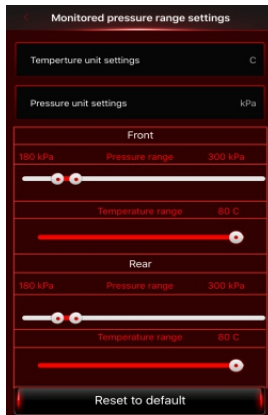 Monitored pressure range settings
Temperture unit settings C
Pressure unit settings kPa
Front
180 kPa Pressure range 300 kPa
Temperature range 80 C
Rear
180 kPa Pressure range 300 kPa
Temperature range 80 C
Reset to default